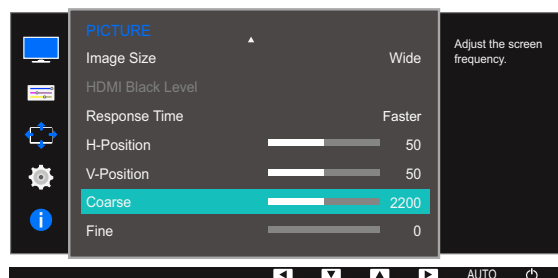 PICTURE
Image Size Wide
HDMI Black Level
Response Time Faster
H-Position 50
V-Position 50
Coarse 2200
Fine 0
Adjust the screen
frequency.
AUTO